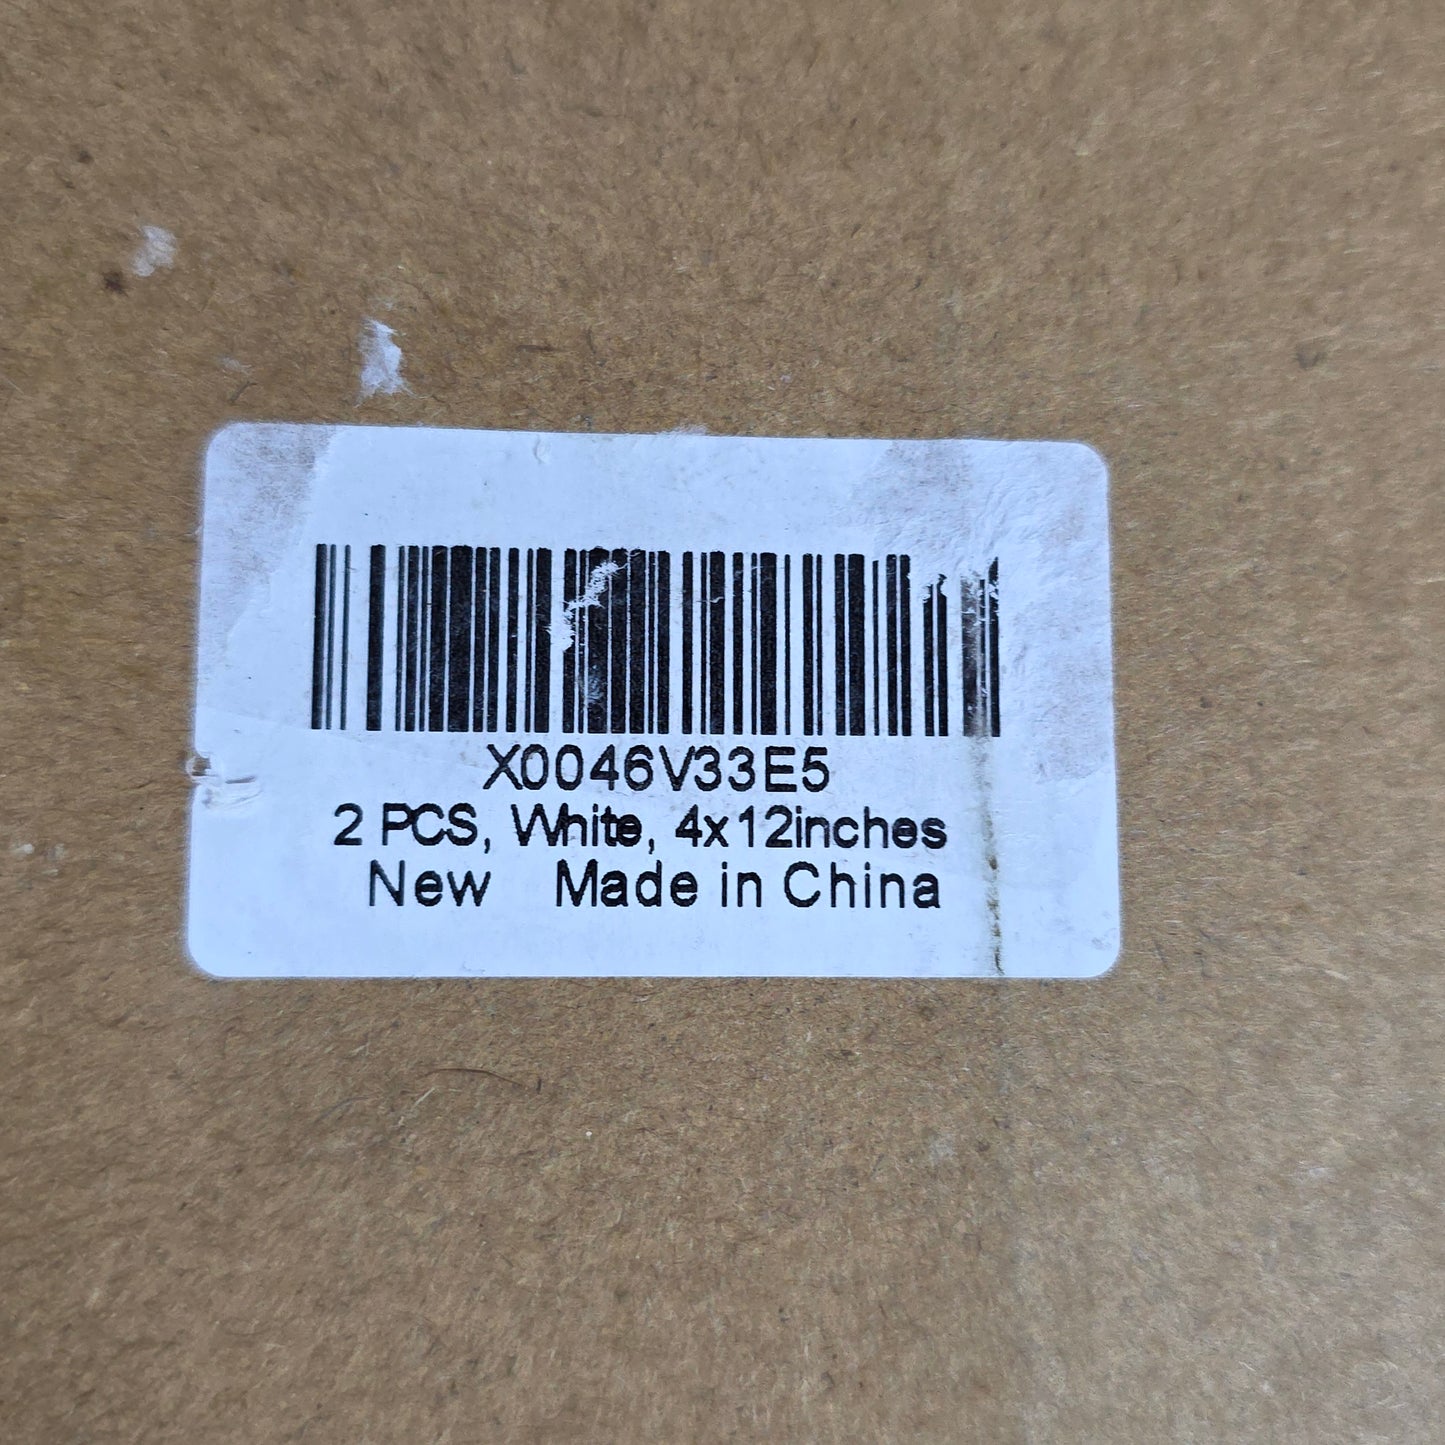 X0046V33E5
2 PCS, White, 4x12inches
New Made in China